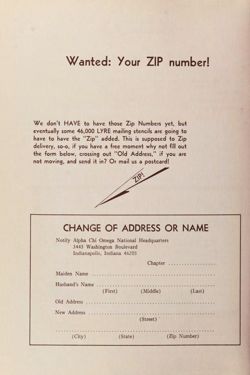 Wanted: Your ZIP number!
We don't HAVE to have those Zip Numbers yet, but
eventually some 46,000 LYRE mailing stencils are going to
have to have the "Zip" added. This is supposed to Zip
delivery, so-o, if you have a free moment why not fill out
the form below, crossing out "Old Address," if you are
not moving, and send it in? Or mail us a postcard!
ZIP!
CHANGE OF ADDRESS OR NAME
Notify Alpha Chi Omega National Headquarters
3445 Washington Boulevard
Indianapolis, Indiana 46205
Chapter
Maiden Name
Husband's Name
(First) (Middle) (Last)
Old Address
New Address
(Street)
(City) (State) (Zip Number)